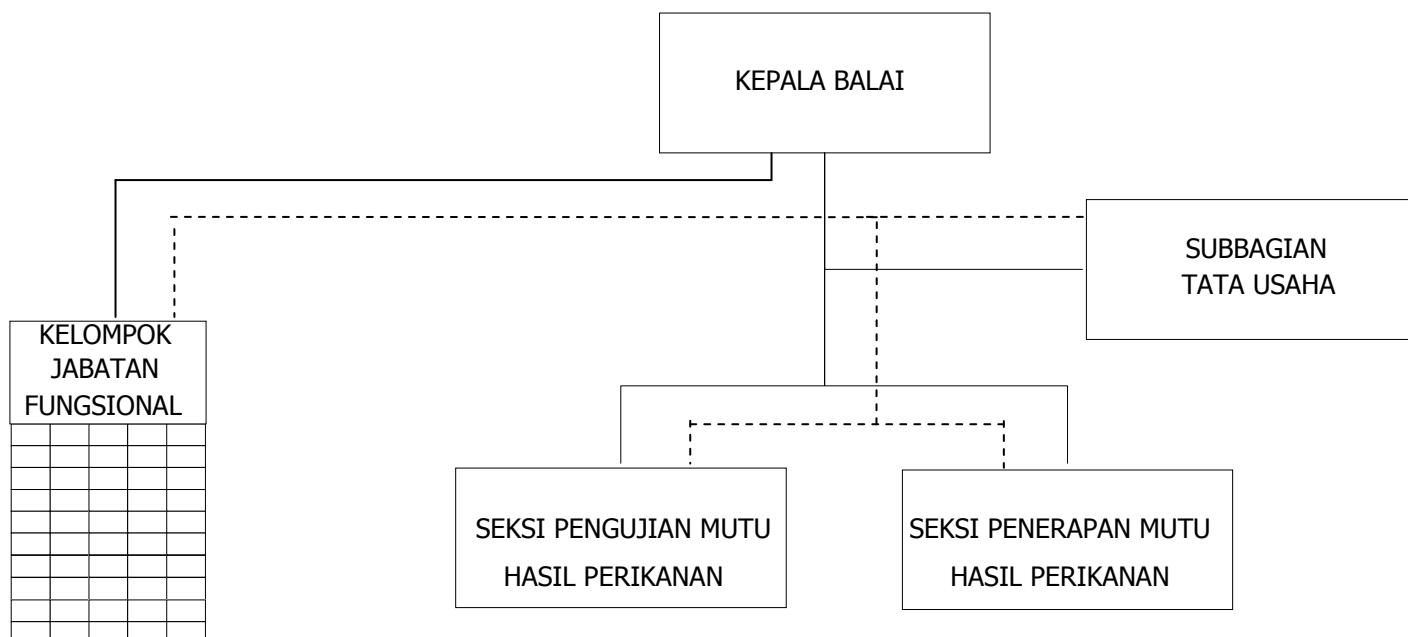 KEPALA BALAI
SUBBAGIAN
TATA USAHA
KELOMPOK
JABATAN
FUNGSIONAL
SEKSI PENGUJIAN MUTU
HASIL PERIKANAN
SEKSI PENERAPAN MUTU
HASIL PERIKANAN